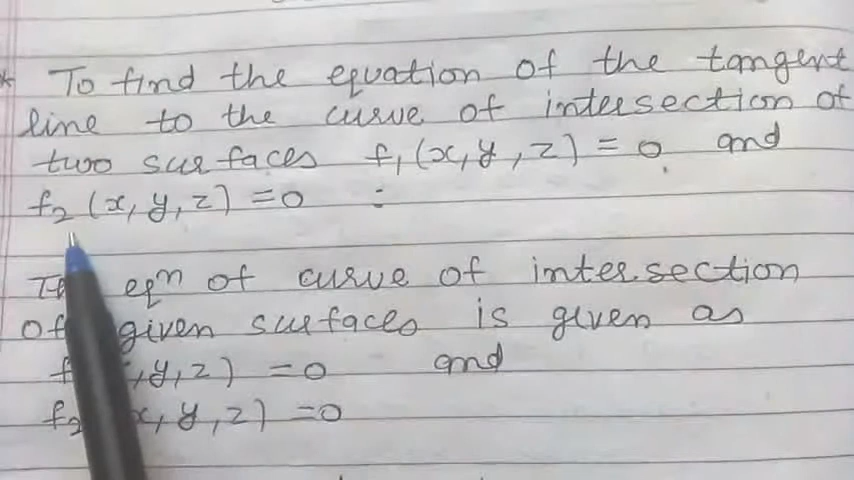 * To find the equation of the tangent
line to the curve of intersection of
two surfaces f₁(x,y,z) = 0 and
f₂(x,y,z) = 0 :
eqⁿ of curve of intersection
of given surfaces is given as
,y,z) = 0 and
f₂ x,y,z) = 0